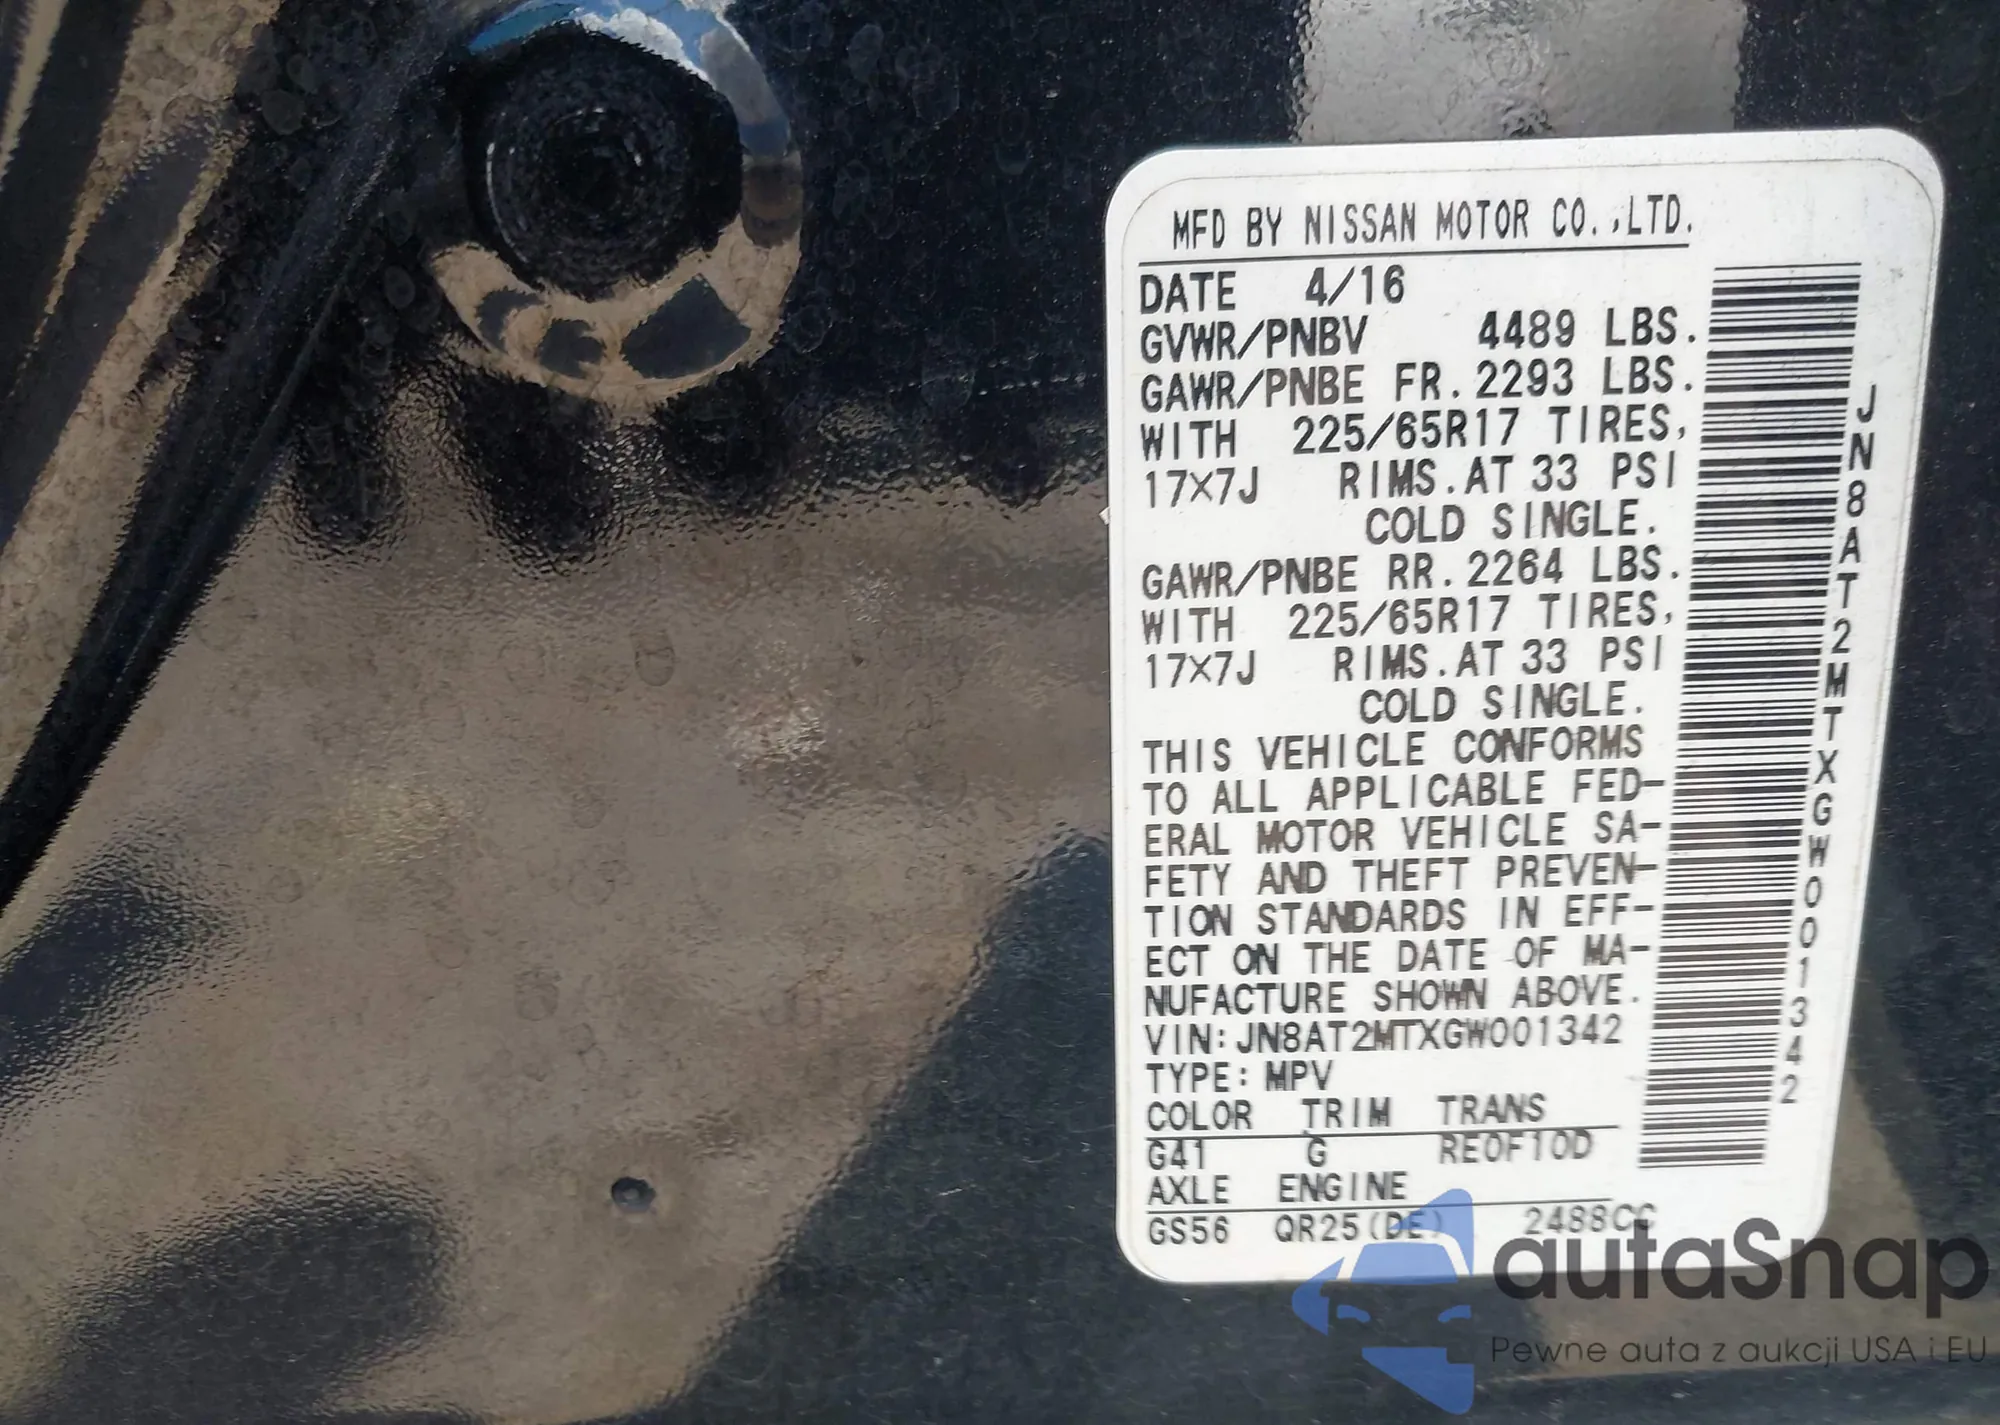 MFD BY NISSAN MOTOR CO.,LTD.
DATE 4/16
GVWR/PNBV 4489 LBS.
GAWR/PNBE FR. 2293 LBS.
WITH 225/65R17 TIRES,
17X7J RIMS. AT 33 PSI
COLD SINGLE.
GAWR/PNBE RR. 2264 LBS.
WITH 225/65R17 TIRES,
17X7J RIMS. AT 33 PSI
COLD SINGLE.
THIS VEHICLE CONFORMS
TO ALL APPLICABLE FED-
ERAL MOTOR VEHICLE SA-
FETY AND THEFT PREVEN-
TION STANDARDS IN EFF-
ECT ON THE DATE OF MA-
NUFACTURE SHOWN ABOVE.
VIN: JN8AT2MTXGW001342
TYPE: MPV
COLOR TRIM TRANS
G41 G RE0F10D
AXLE ENGINE
GS56 QR25(DE) 2488CC
JN8AT2MTXGW001342
autaSnap
Pewne auta z aukcji USA i EU